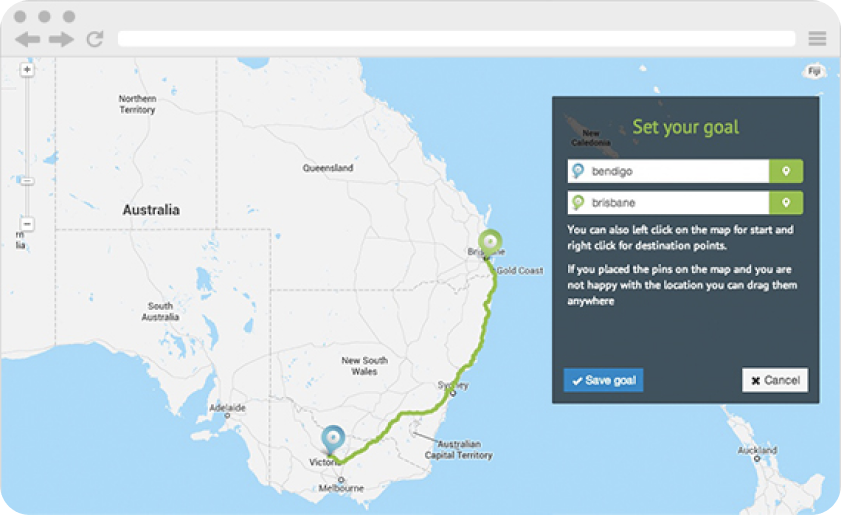 +
Fiji
Northern
Territory
Set your goal
New
Caledonia
Queensland
bendigo
−
Australia
brisbane
You can also left click on the map for start and
right click for destination points.
lia
Brisbane
Gold Coast
If you placed the pins on the map and you are
not happy with the location you can drag them
anywhere
South
Australia
New South
Wales
Save goal
Cancel
Sydney
Adelaide
Australian
Capital Territory
Auckland
Victoria
Melbourne